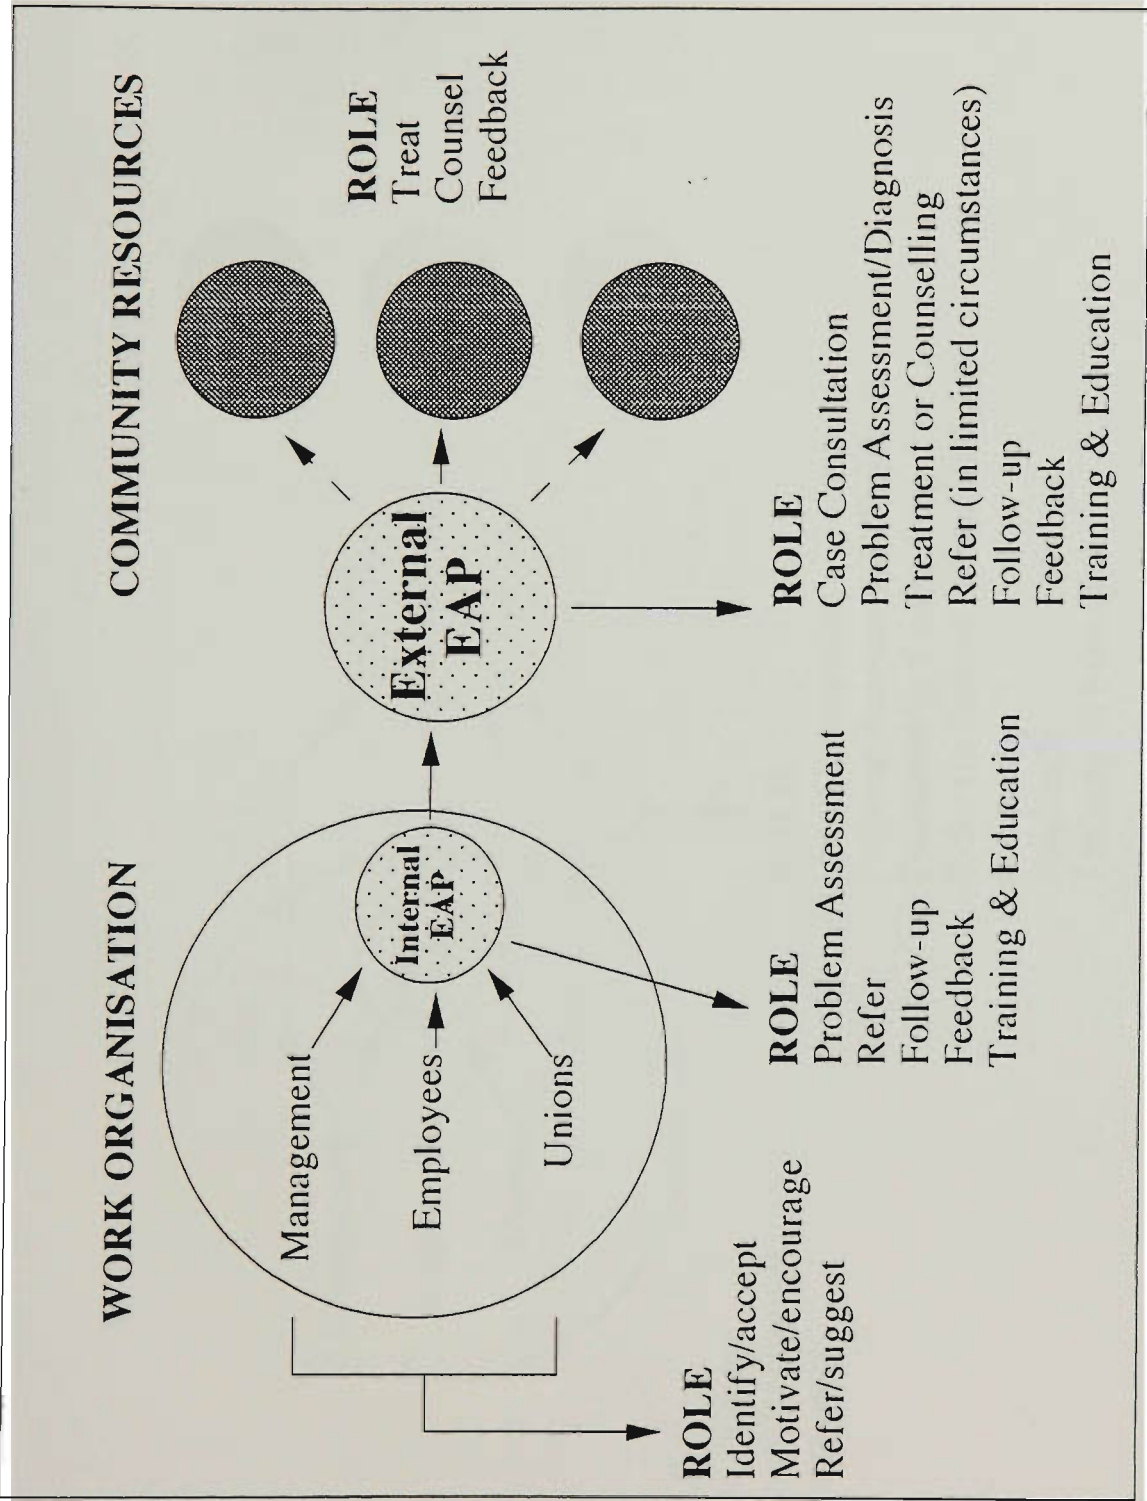 WORK ORGANISATION
COMMUNITY RESOURCES
Management
Employees
Unions
Internal
EAP
External
EAP
ROLE
Treat
Counsel
Feedback
ROLE
Identify/accept
Motivate/encourage
Refer/suggest
ROLE
Problem Assessment
Refer
Follow-up
Feedback
Training & Education
ROLE
Case Consultation
Problem Assessment/Diagnosis
Treatment or Counselling
Refer (in limited circumstances)
Follow-up
Feedback
Training & Education